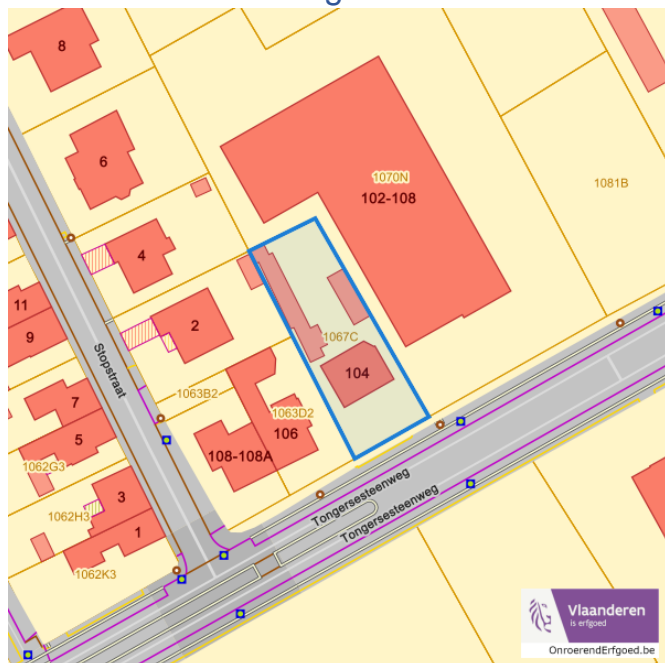 8
6
1070N
102-108
1081B
4
11
2
9
Stopstraat
1067C
104
7
1063B2
1063D2
106
5
108-108A
1062G3
3
Tongersesteenweg
1062H3
Tongersesteenweg
1
1062K3
Vlaanderen
is erfgoed
OnroerendErfgoed.be